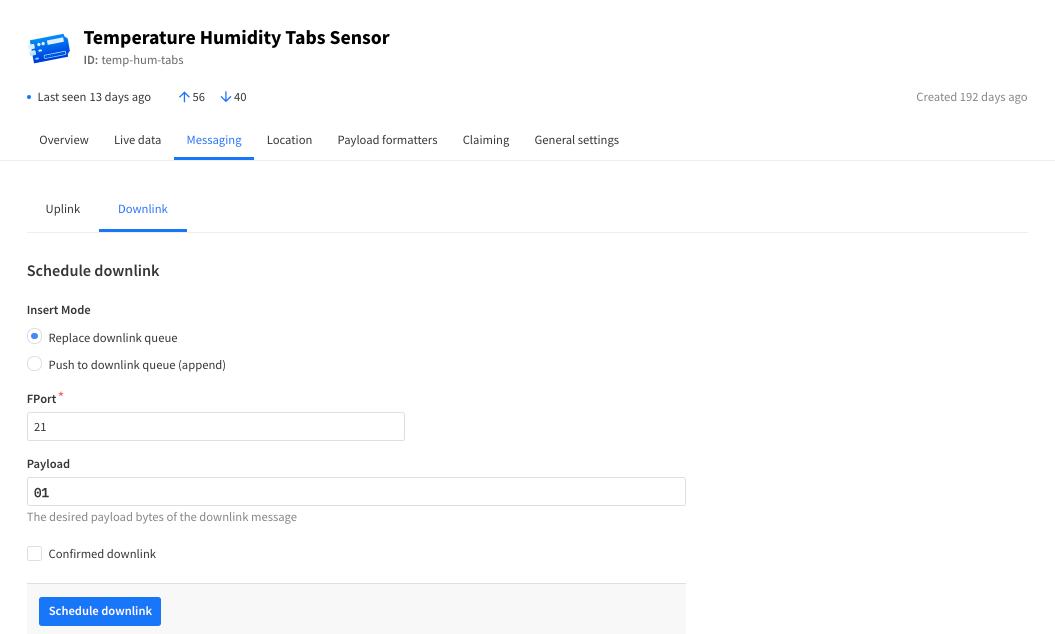 Temperature Humidity Tabs Sensor
ID: temp-hum-tabs
Last seen 13 days ago 56 40 Created 192 days ago
Overview Live data Messaging Location Payload formatters Claiming General settings
Uplink Downlink
Schedule downlink
Insert Mode
Replace downlink queue
Push to downlink queue (append)
FPort *
21
Payload
01
The desired payload bytes of the downlink message
Confirmed downlink
Schedule downlink